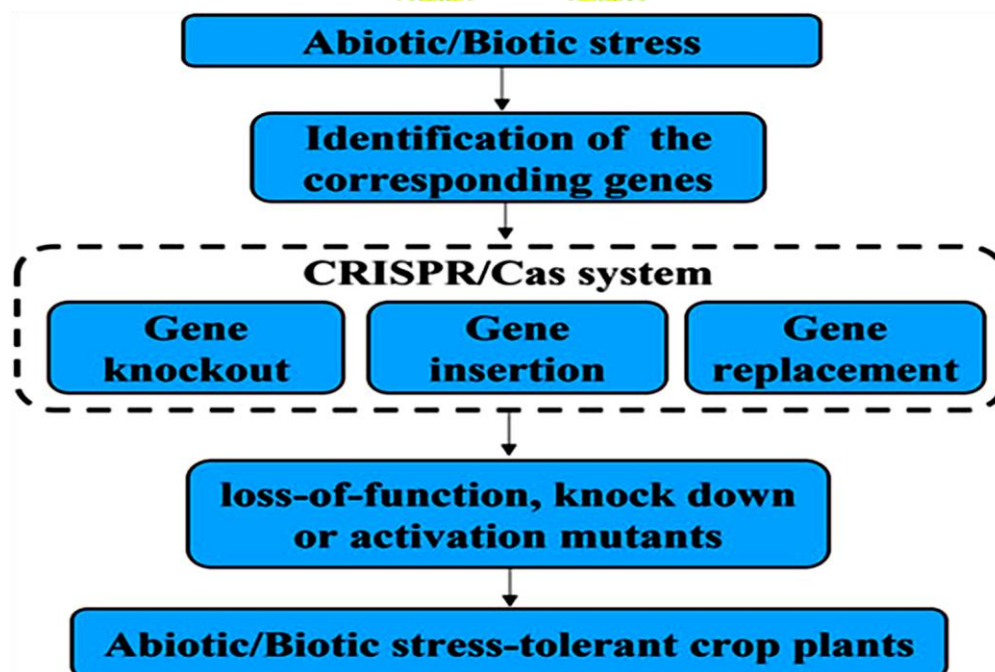 Abiotic/Biotic stress
Identification of the
corresponding genes
CRISPR/Cas system
Gene
knockout
Gene
insertion
Gene
replacement
loss-of-function, knock down
or activation mutants
Abiotic/Biotic stress-tolerant crop plants